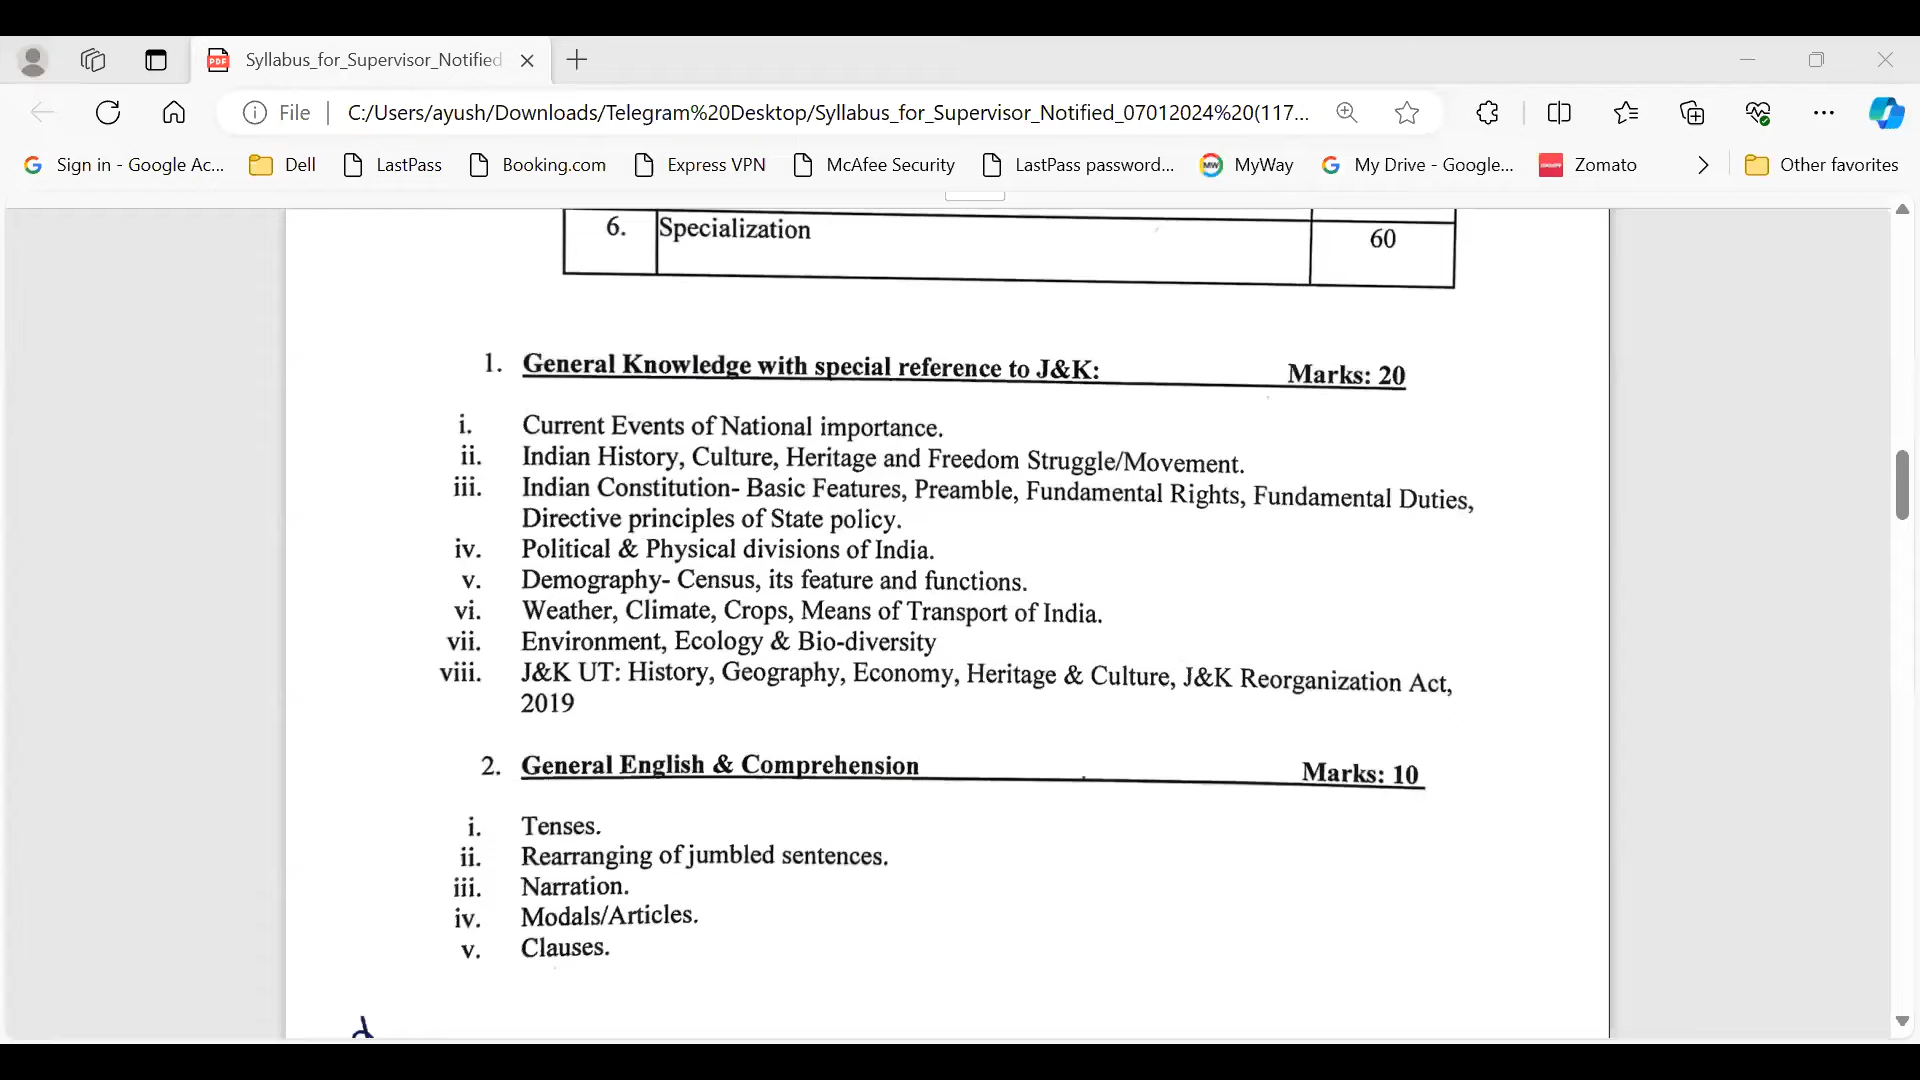 Syllabus_for_Supervisor_Notified
File
C:/Users/ayush/Downloads/Telegram%20Desktop/Syllabus_for_Supervisor_Notified_07012024%20(117...
Sign in - Google Ac...
Dell
LastPass
Booking.com
Express VPN
McAfee Security
LastPass password...
MyWay
My Drive - Google...
Zomato
Other favorites
6. Specialization 60
1. General Knowledge with special reference to J&K: Marks: 20
i. Current Events of National importance.
ii. Indian History, Culture, Heritage and Freedom Struggle/Movement.
iii. Indian Constitution- Basic Features, Preamble, Fundamental Rights, Fundamental Duties,
Directive principles of State policy.
iv. Political & Physical divisions of India.
v. Demography- Census, its feature and functions.
vi. Weather, Climate, Crops, Means of Transport of India.
vii. Environment, Ecology & Bio-diversity
viii. J&K UT: History, Geography, Economy, Heritage & Culture, J&K Reorganization Act,
2019
2. General English & Comprehension Marks: 10
i. Tenses.
ii. Rearranging of jumbled sentences.
iii. Narration.
iv. Modals/Articles.
v. Clauses.